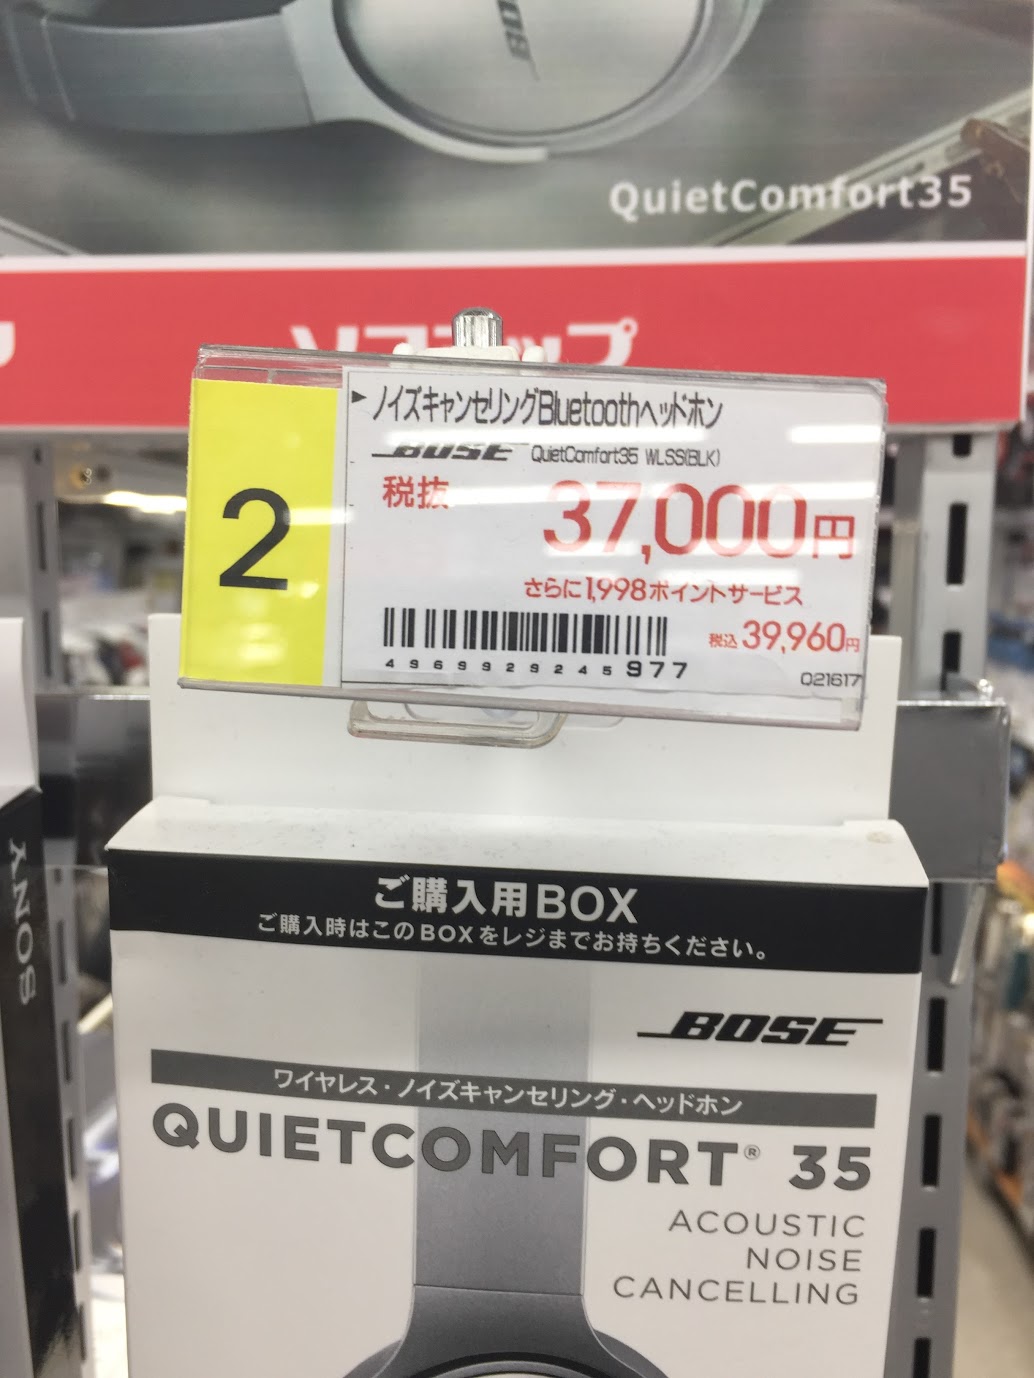 BOSE
QuietComfort35
ソフマップ
2
ノイズキャンセリングBluetoothヘッドホン
BOSE QuietComfort35 WLSS(BLK)
税抜 37,000円
さらに1,998ポイントサービス
税込 39,960円
4969929245977
021617
SONY
ご購入用BOX
ご購入時はこのBOXをレジまでお持ちください。
BOSE
ワイヤレス・ノイズキャンセリング・ヘッドホン
QUIETCOMFORT® 35
ACOUSTIC
NOISE
CANCELLING